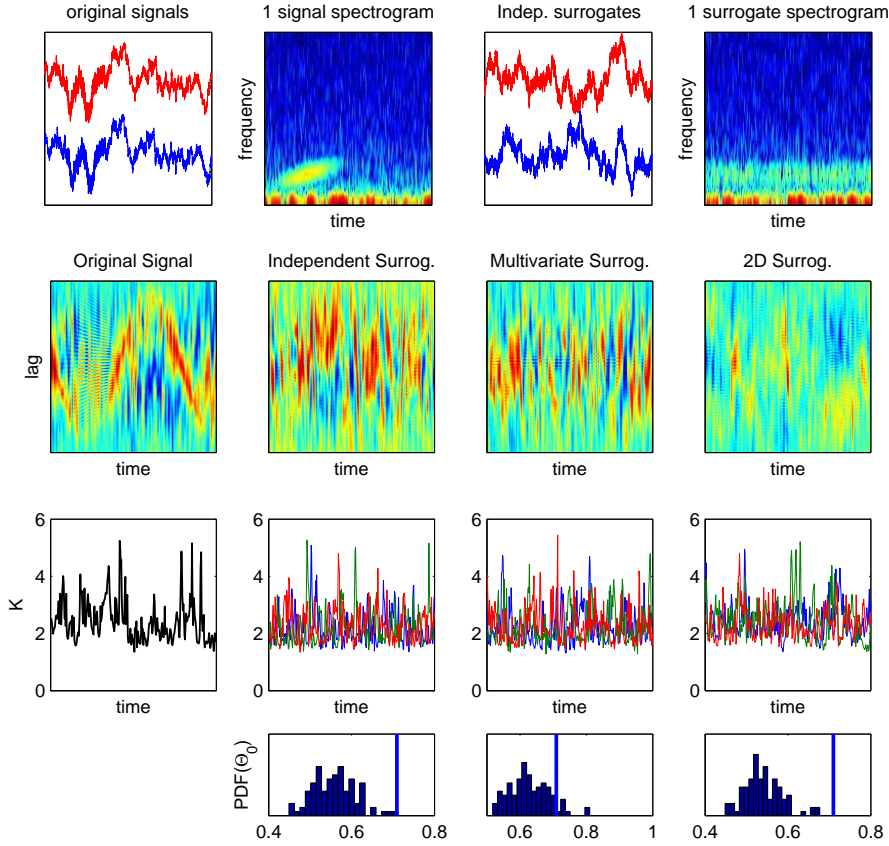 original signals
1 signal spectrogram
Indep. surrogates
1 surrogate spectrogram
frequency
frequency
time
time
Original Signal
Independent Surrog.
Multivariate Surrog.
2D Surrog.
lag
time
time
time
time
6
4
2
0
K
6
4
2
0
6
4
2
0
6
4
2
0
time
time
time
time
PDF(Θ₀)
0.4 0.6 0.8
0.6 0.8 1
0.4 0.6 0.8